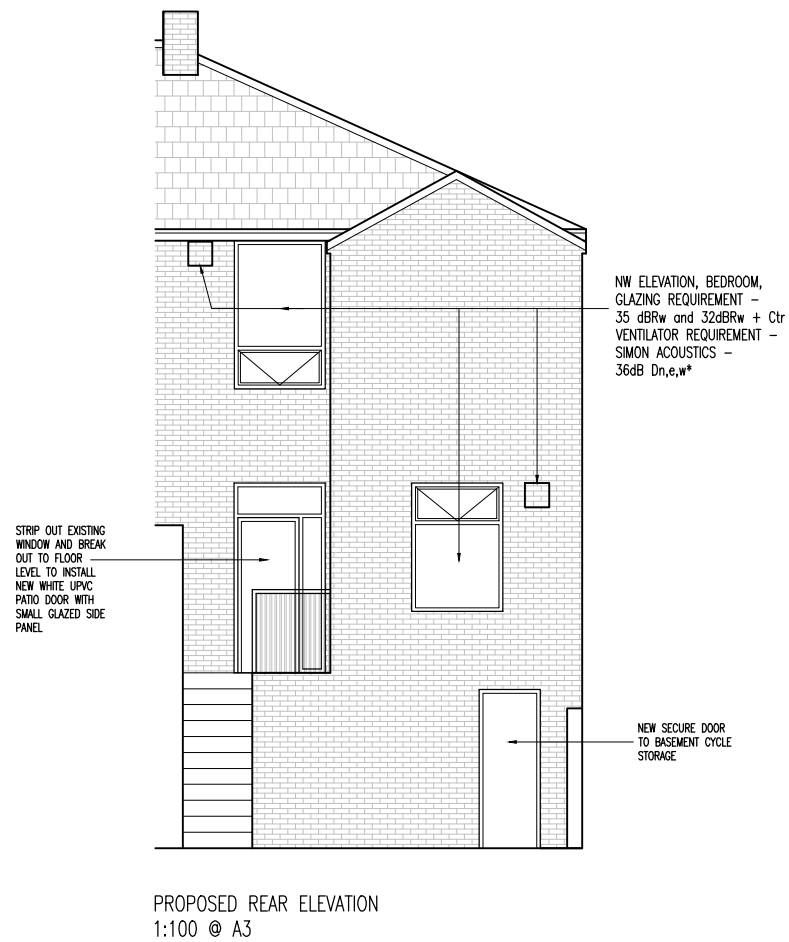 NW ELEVATION, BEDROOM,
GLAZING REQUIREMENT –
35 dBRw and 32dBRw + Ctr
VENTILATOR REQUIREMENT –
SIMON ACOUSTICS –
36dB Dn,e,w*
STRIP OUT EXISTING
WINDOW AND BREAK
OUT TO FLOOR
LEVEL TO INSTALL
NEW WHITE UPVC
PATIO DOOR WITH
SMALL GLAZED SIDE
PANEL
NEW SECURE DOOR
TO BASEMENT CYCLE
STORAGE
PROPOSED REAR ELEVATION
1:100 @ A3